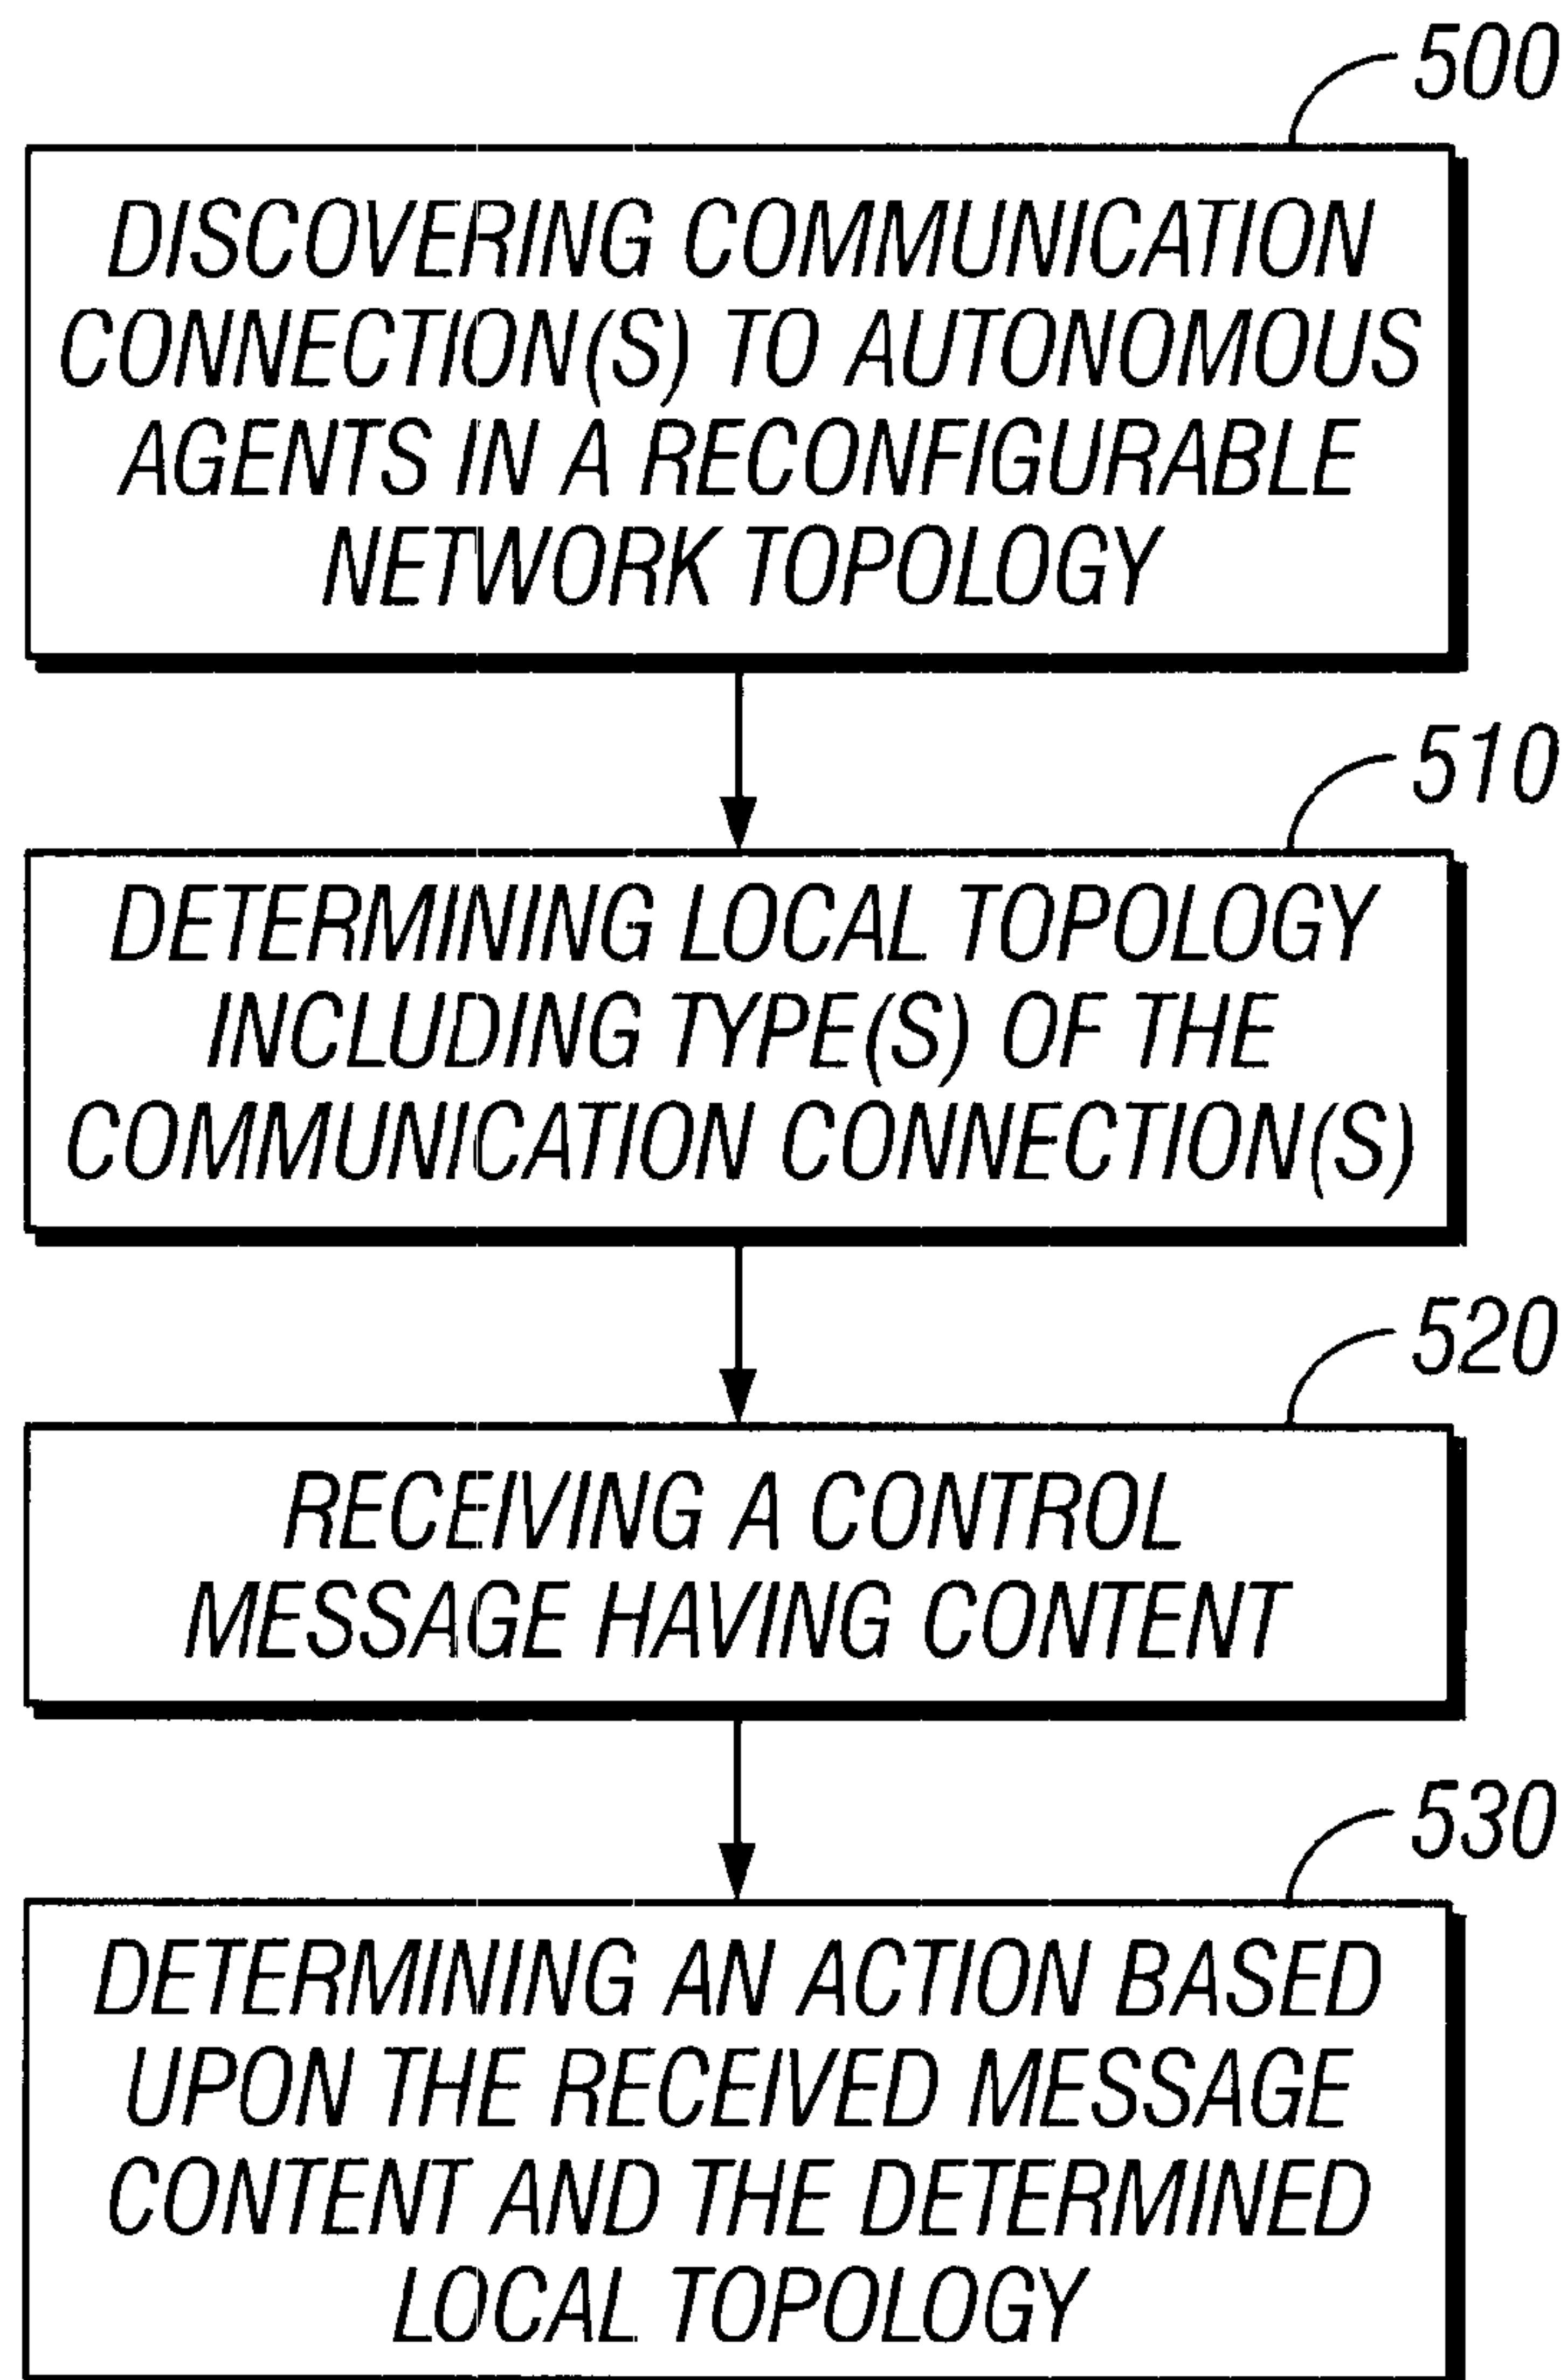 500
DISCOVERING COMMUNICATION
CONNECTION(S) TO AUTONOMOUS
AGENTS IN A RECONFIGURABLE
NETWORK TOPOLOGY
510
DETERMINING LOCAL TOPOLOGY
INCLUDING TYPE(S) OF THE
COMMUNICATION CONNECTION(S)
520
RECEIVING A CONTROL
MESSAGE HAVING CONTENT
530
DETERMINING AN ACTION BASED
UPON THE RECEIVED MESSAGE
CONTENT AND THE DETERMINED
LOCAL TOPOLOGY